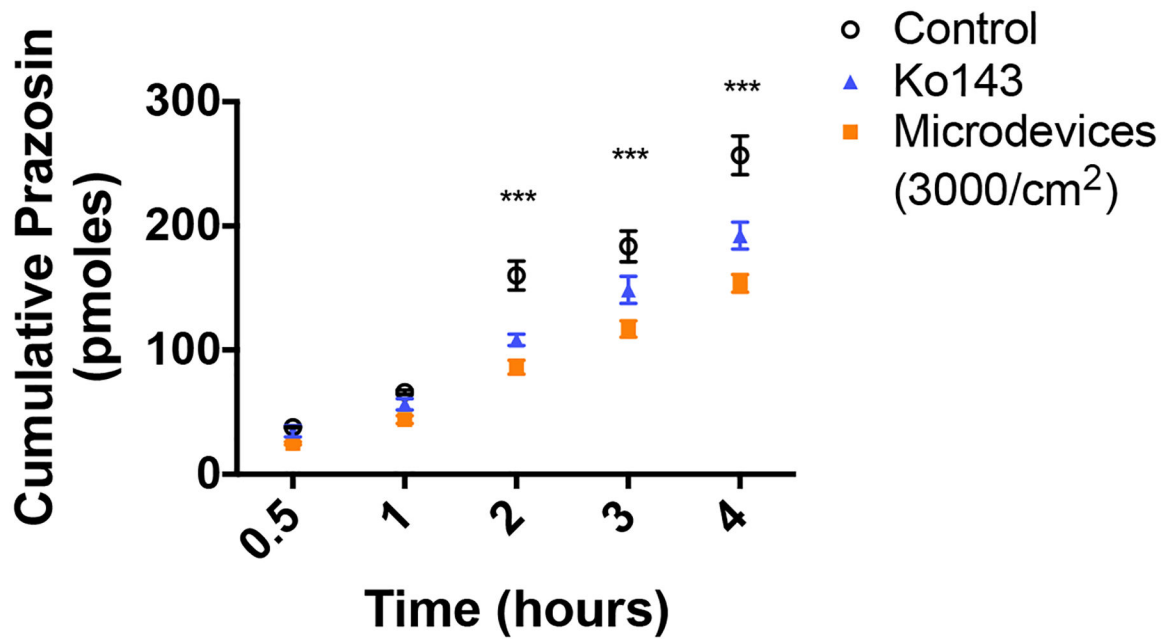 Cumulative Prazosin
(pmoles)
300
200
100
0
***
***
***
0.5
1
2
3
4
Time (hours)
Control
Ko143
Microdevices
(3000/cm²)